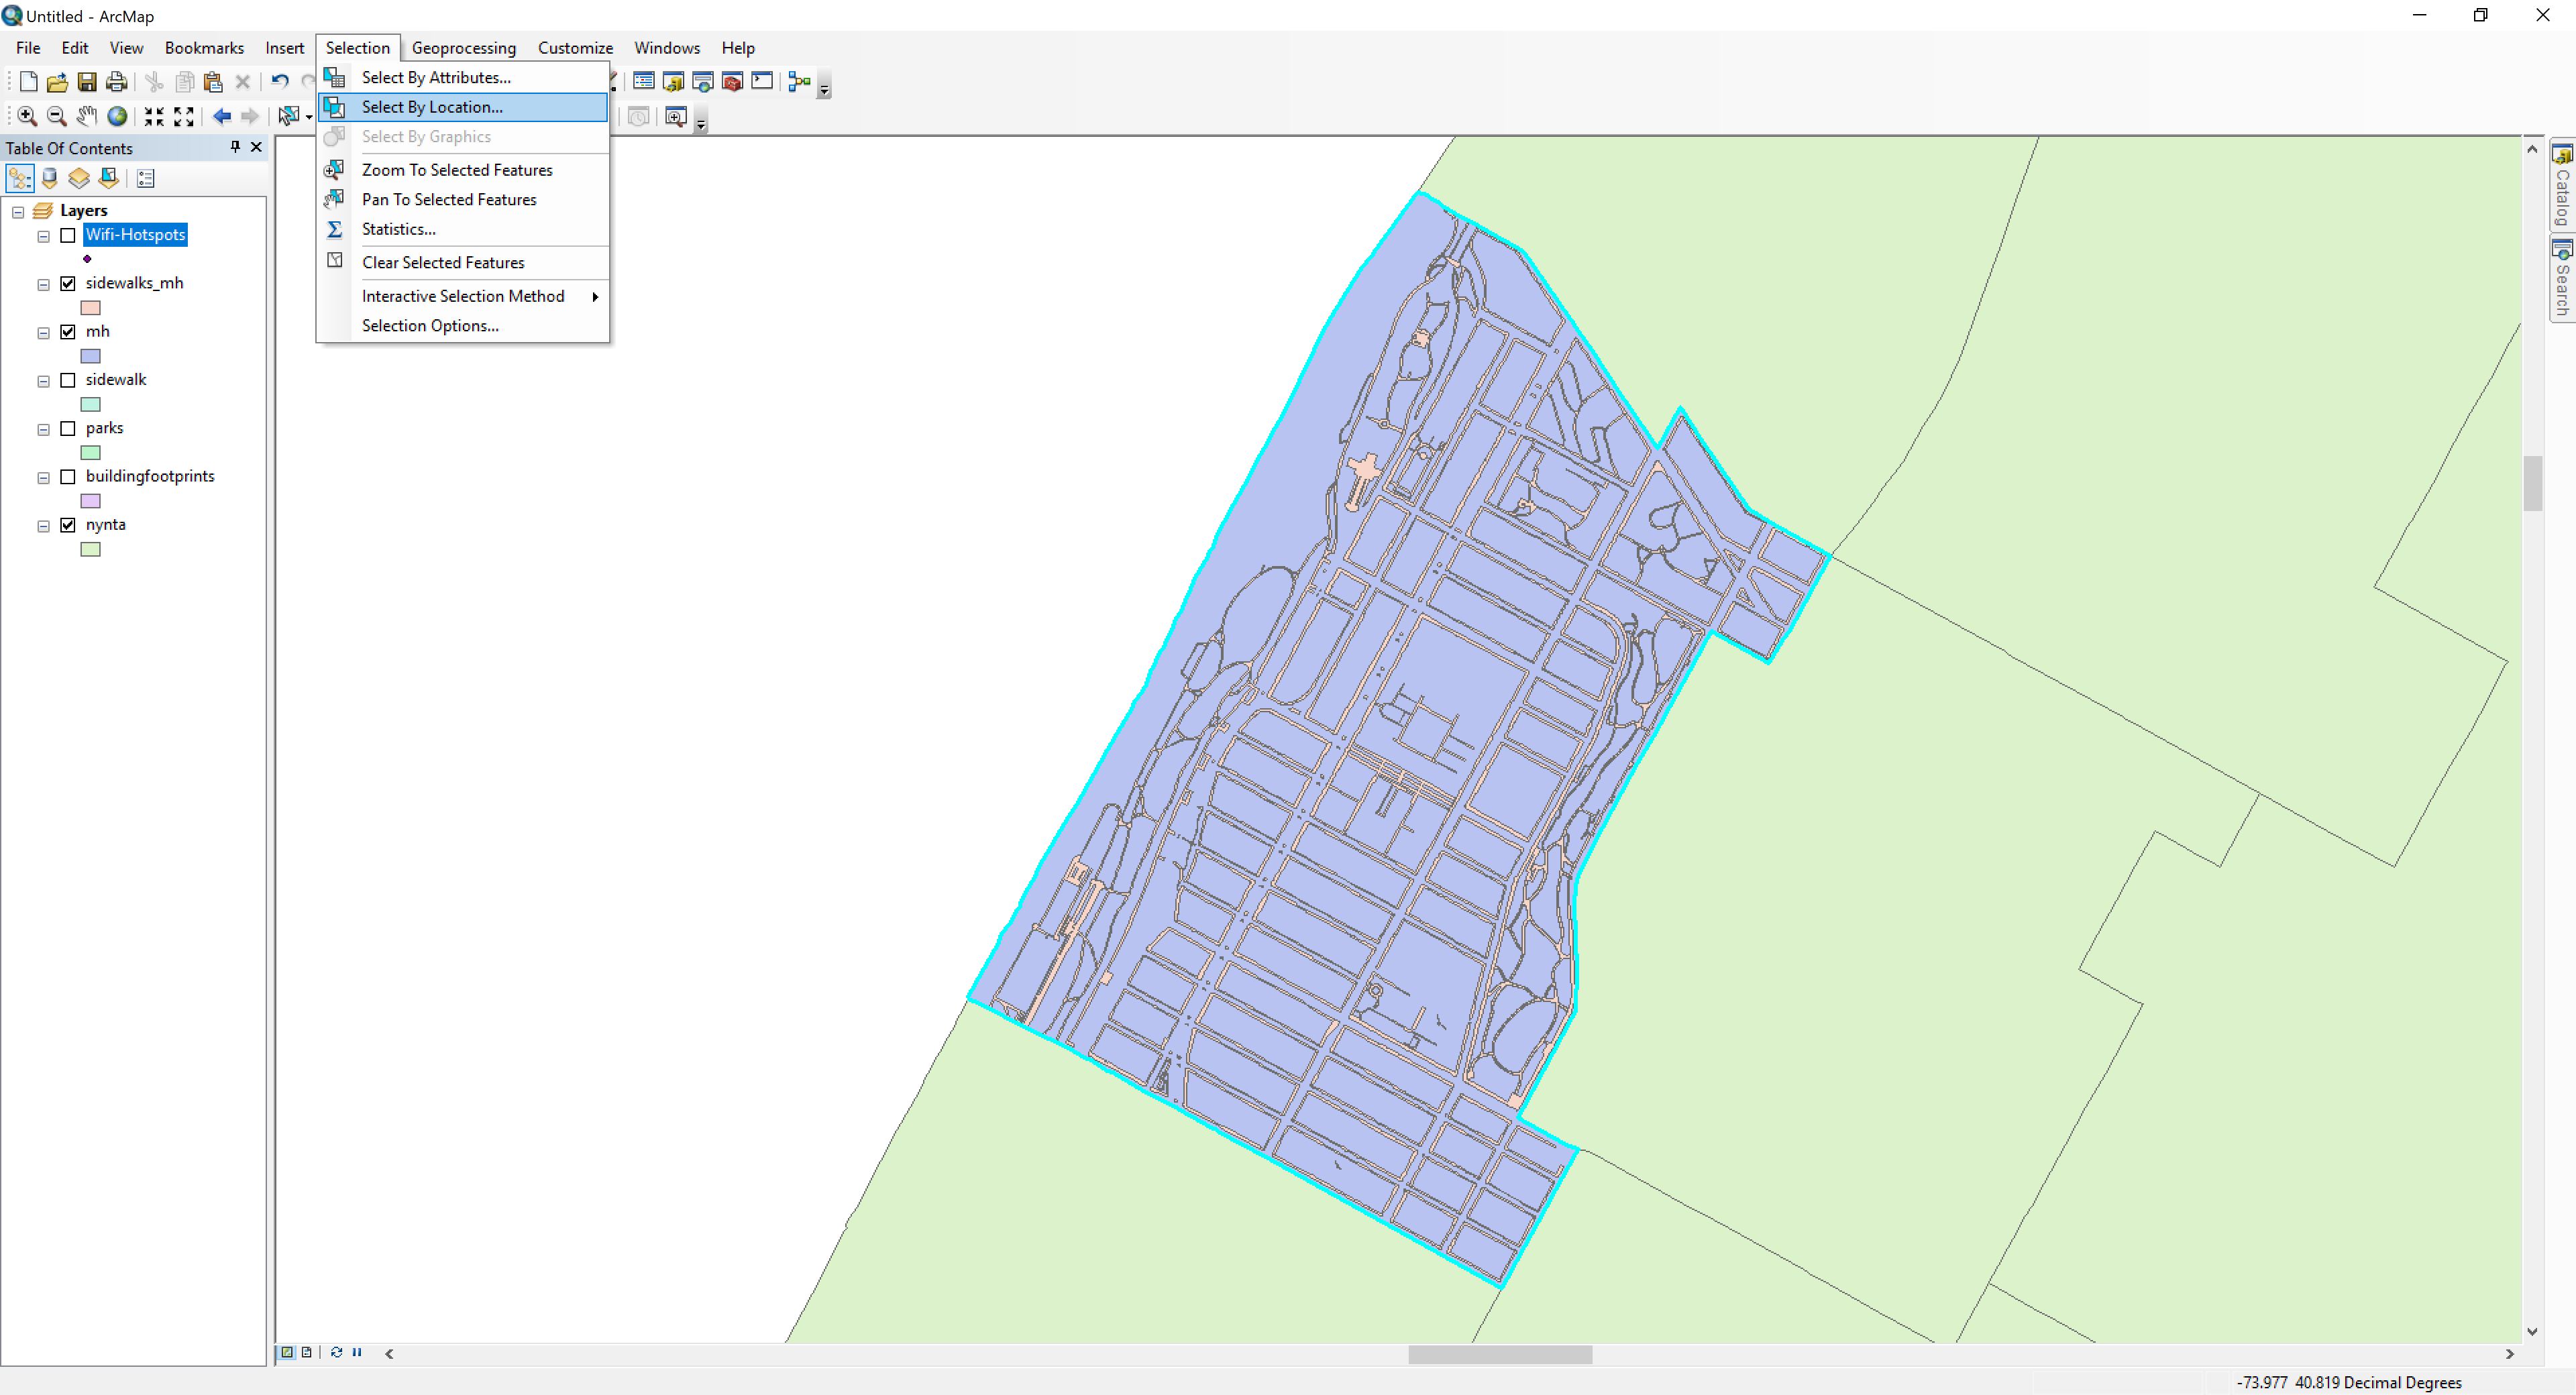 Untitled - ArcMap
File Edit View Bookmarks Insert Selection Geoprocessing Customize Windows Help
Select By Attributes...
Select By Location...
Select By Graphics
Zoom To Selected Features
Pan To Selected Features
Statistics...
Clear Selected Features
Interactive Selection Method
Selection Options...
Table Of Contents
Layers
Wifi-Hotspots
sidewalks_mh
mh
sidewalk
parks
buildingfootprints
nynta
Catalog
Search
-73.977 40.819 Decimal Degrees